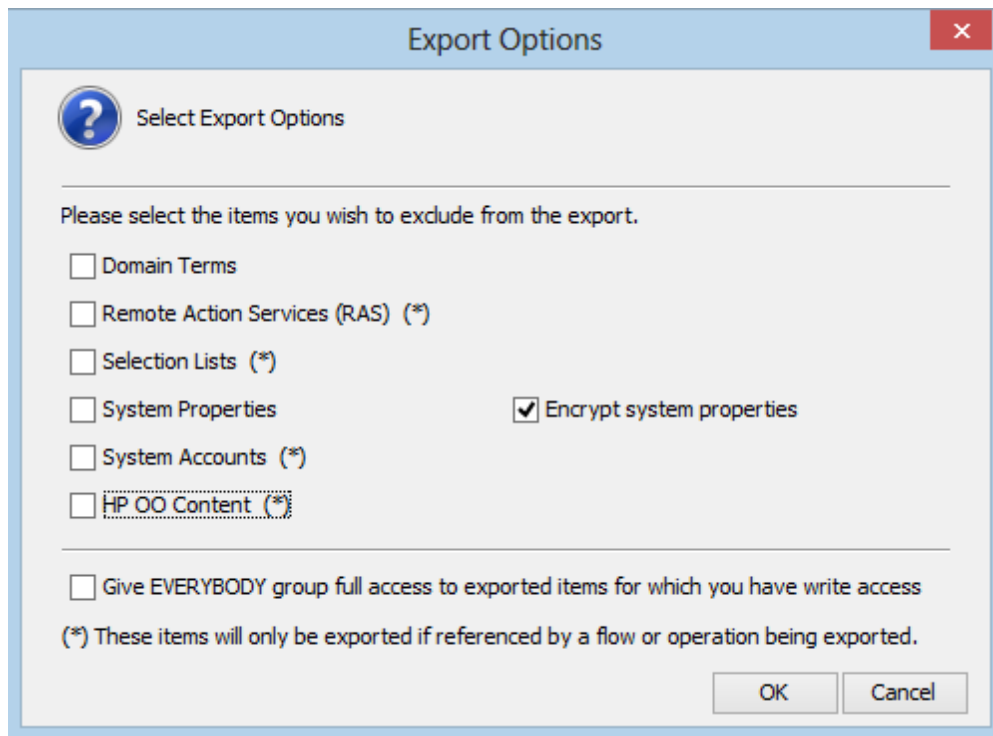 Export Options
Select Export Options
Please select the items you wish to exclude from the export.
Domain Terms
Remote Action Services (RAS) (*)
Selection Lists (*)
System Properties
Encrypt system properties
System Accounts (*)
HP OO Content (*)
Give EVERYBODY group full access to exported items for which you have write access
(*) These items will only be exported if referenced by a flow or operation being exported.
OK
Cancel